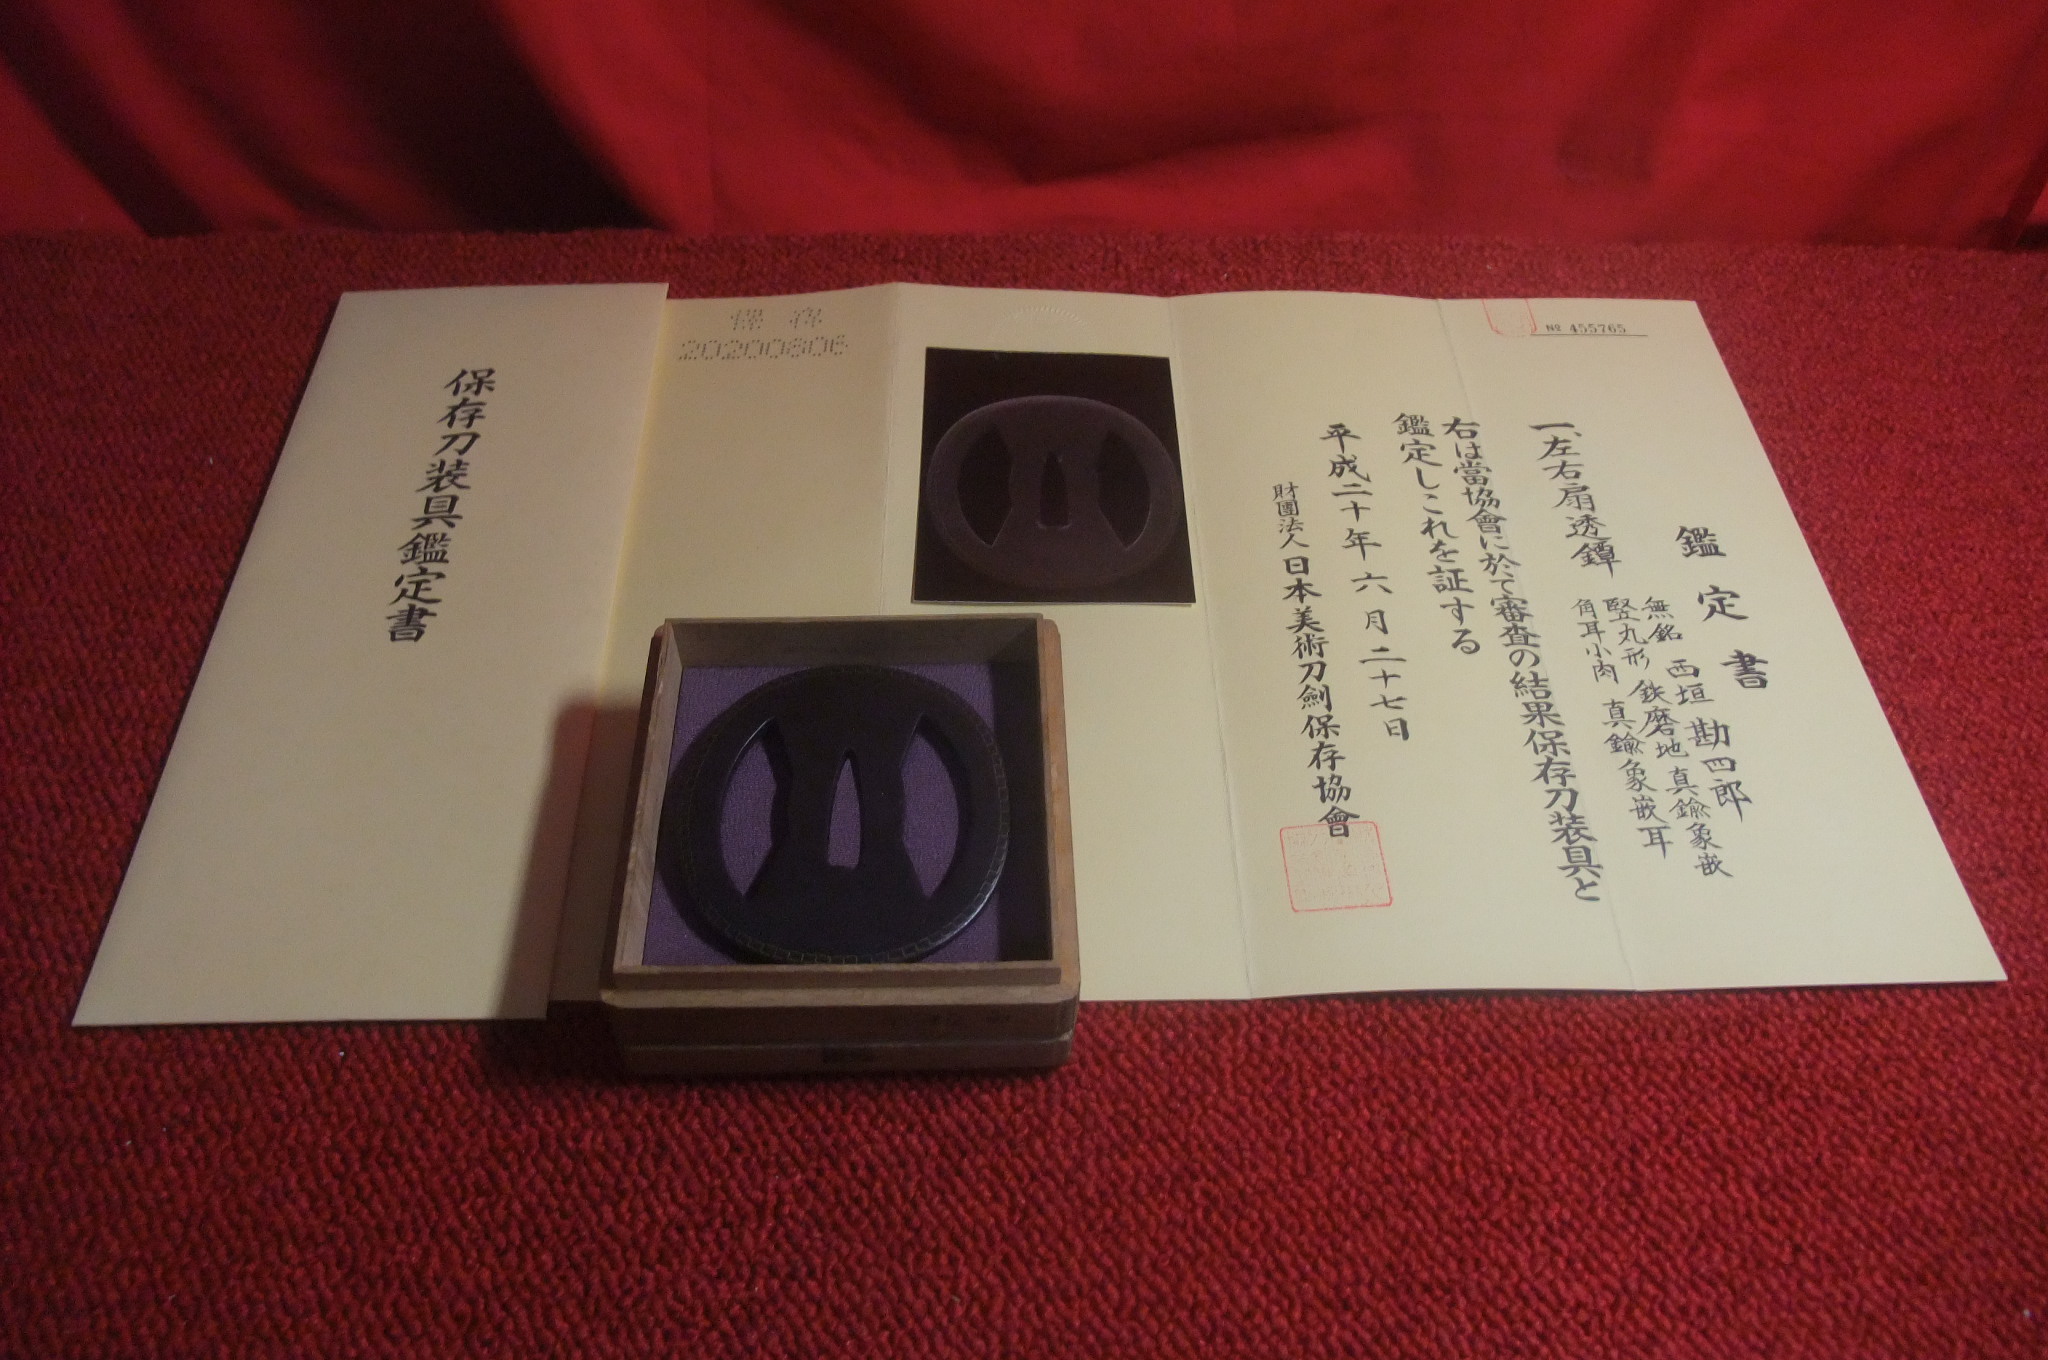 鑑定書
一、左右扇透鐔
無銘 西垣勘四郎
竪丸形 鉄磨地 真鍮象嵌
角耳小肉 真鍮象嵌耳
右は當協會に於て審査の結果保存刀装具と
鑑定しこれを証する
平成二十年六月二十七日
財團法人日本美術刀劍保存協會
№ 455765
保存
20200606
保存刀装具鑑定書